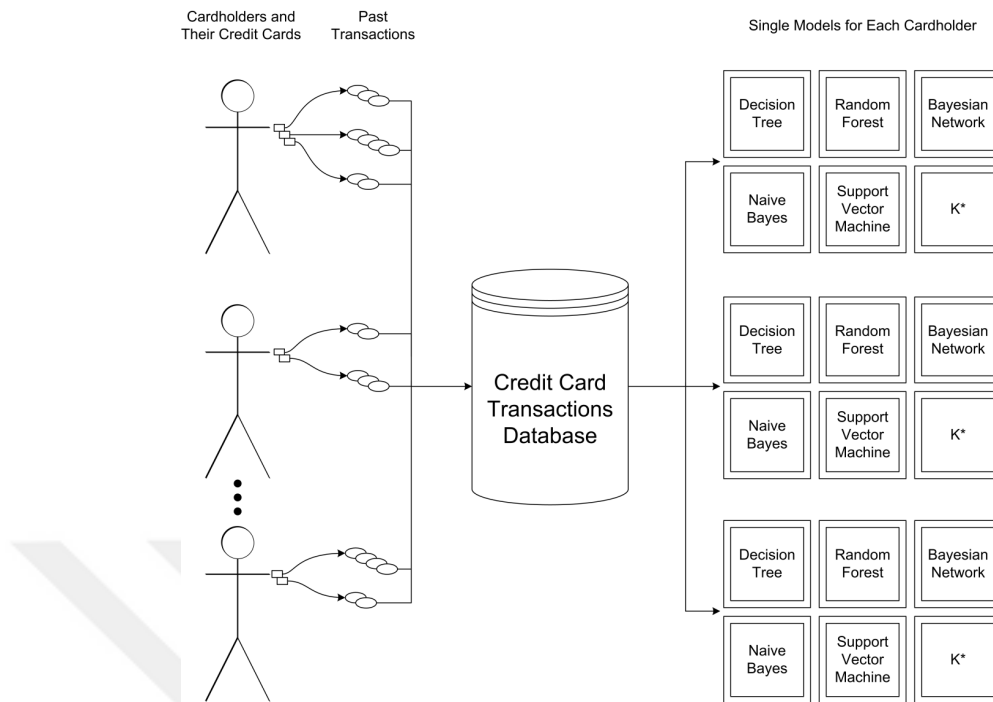 Cardholders and
Their Credit Cards
Past
Transactions
Single Models for Each Cardholder
Decision
Tree
Random
Forest
Bayesian
Network
Naive
Bayes
Support
Vector
Machine
K*
Credit Card
Transactions
Database
Decision
Tree
Random
Forest
Bayesian
Network
Naive
Bayes
Support
Vector
Machine
K*
Decision
Tree
Random
Forest
Bayesian
Network
Naive
Bayes
Support
Vector
Machine
K*